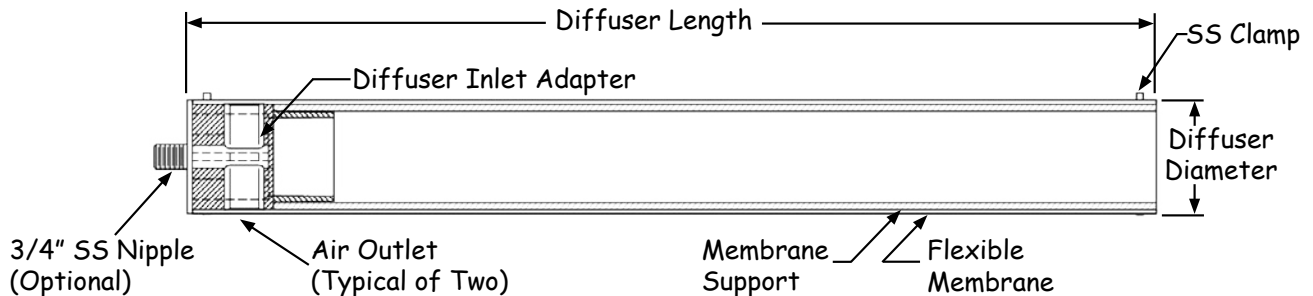 Diffuser Length
SS Clamp
Diffuser Inlet Adapter
Diffuser
Diameter
3/4" SS Nipple
(Optional)
Air Outlet
(Typical of Two)
Membrane
Support
Flexible
Membrane